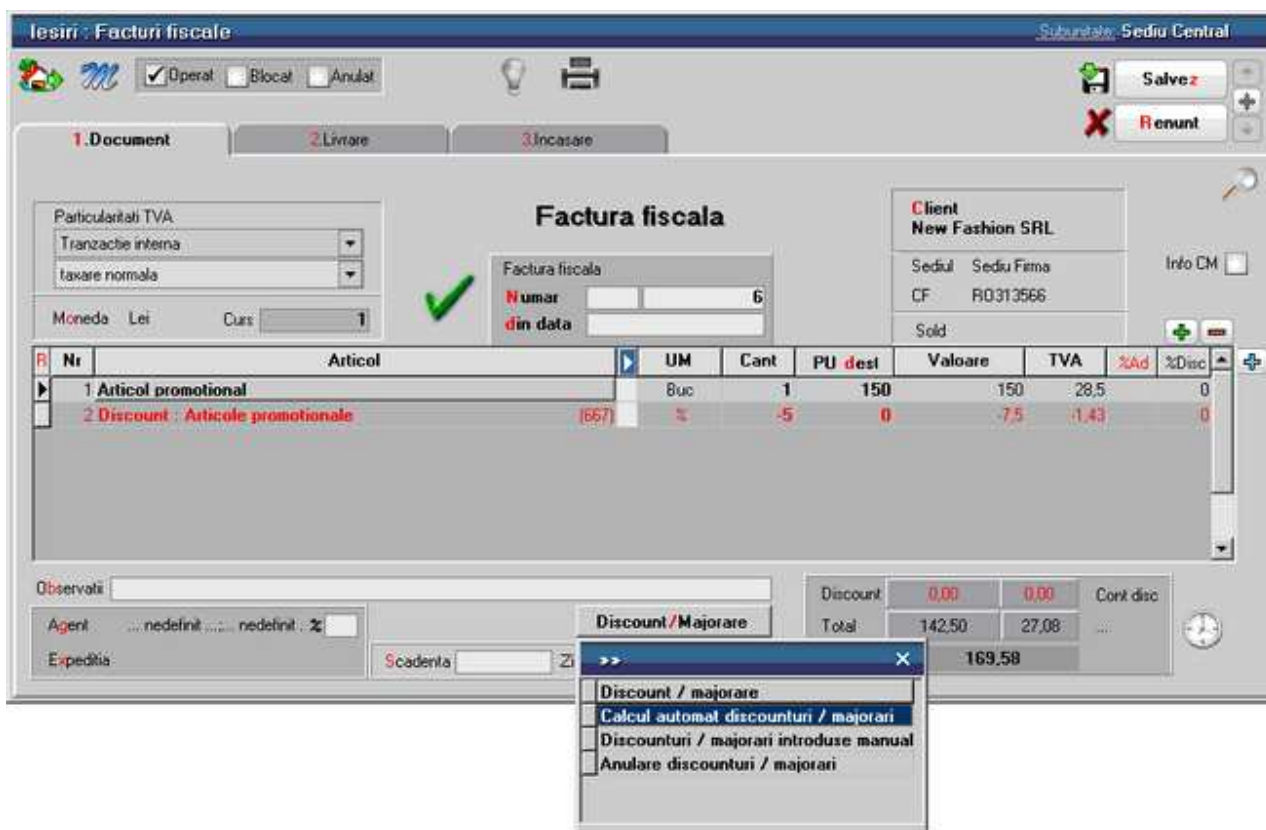 Iesiri : Facturi fiscale Subunitate: Sediu Central
Operat Blocat Anulat Salvez
Renunt
1.Document 2.Livrare 3.Incasare
Particularitati TVA
Tranzactie interna
taxare normala
Moneda Lei Curs 1
Factura fiscala
Factura fiscala
Numar 6
din data
Client
New Fashion SRL
Sediul Sediu Firma
CF RO313566
Sold
Info CM
R Nr Articol UM Cant PU desf Valoare TVA %Ad %Disc
1 Articol promotional Buc 1 150 150 28,5 0
2 Discount : Articole promotionale (667) % -5 0 -7,5 -1,43 0
Observatii
Agent ... nedefinit ...;... nedefinit . %
Expeditia
Scadenta Zi
Discount/Majorare
Discount 0,00 0,00 Cont disc
Total 142,50 27,08 ...
169,58
>>
Discount / majorare
Calcul automat discounturi / majorari
Discounturi / majorari introduse manual
Anulare discounturi / majorari